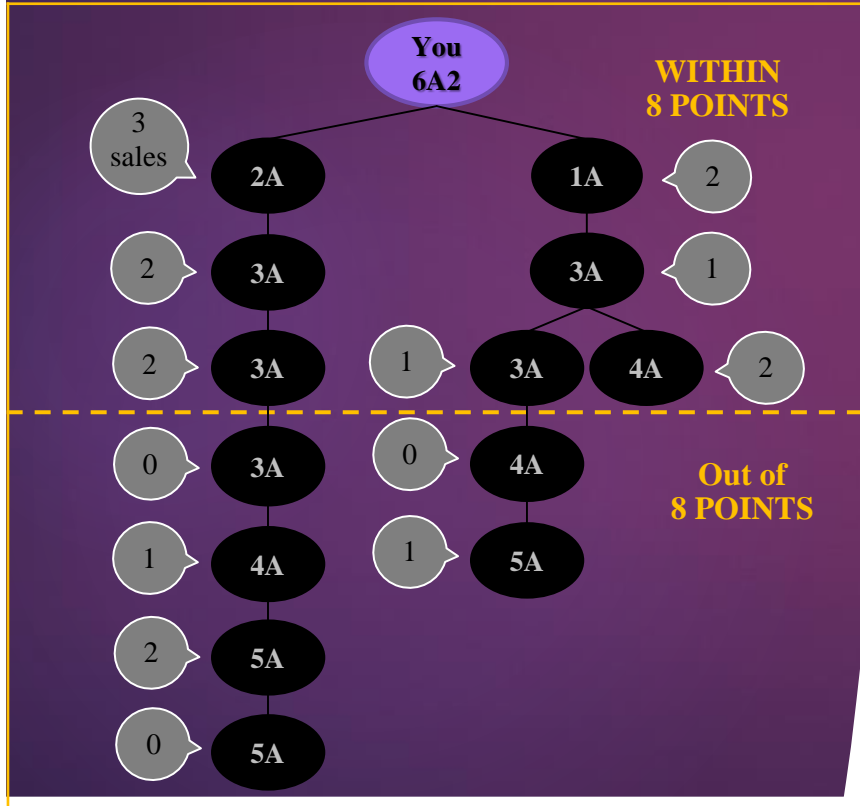 You
6A2
WITHIN
8 POINTS
3
sales
2A
1A
2
2
3A
3A
1
2
3A
1
3A
4A
2
0
3A
0
4A
Out of
8 POINTS
1
4A
1
5A
2
5A
0
5A